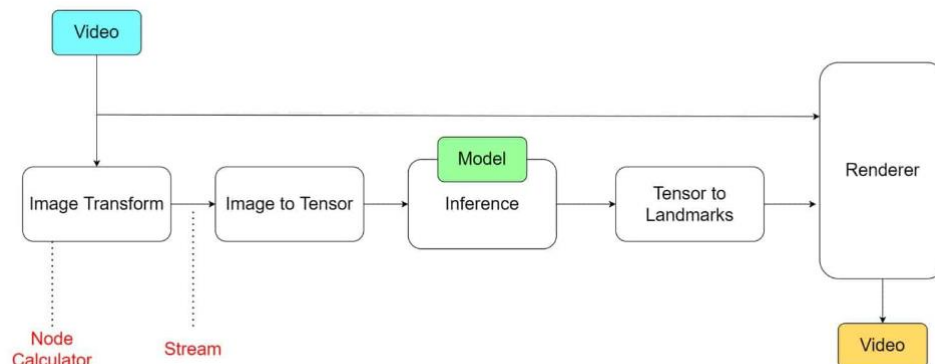 Video
Model
Image Transform
Image to Tensor
Inference
Tensor to
Landmarks
Renderer
Node
Calculator
Stream
Video